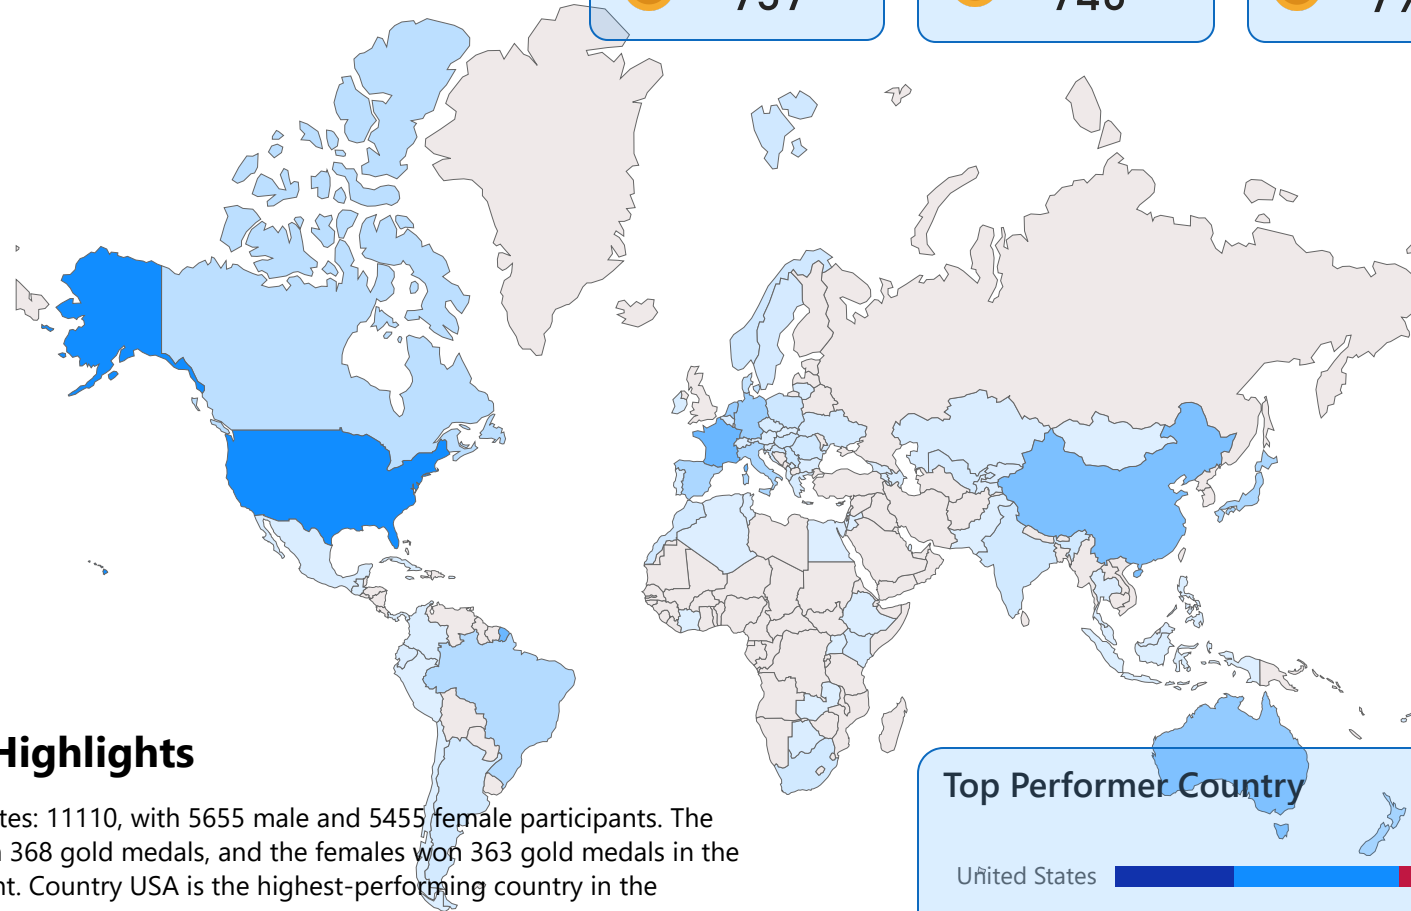 Highlights
tes: 11110, with 5655 male and 5455 female participants. The
368 gold medals, and the females won 363 gold medals in the
nt. Country USA is the highest-performing country in the
Top Performer Country
United States